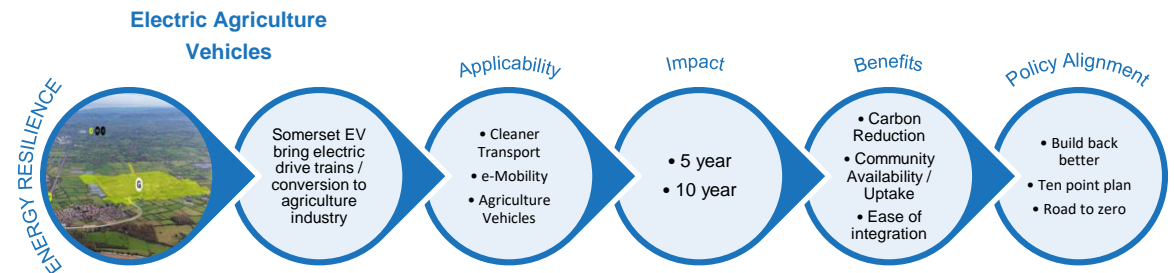 Electric Agriculture
Vehicles
ENERGY RESILIENCE
G
Somerset EV
bring electric
drive trains /
conversion to
agriculture
industry
Applicability
• Cleaner
Transport
• e-Mobility
• Agriculture
Vehicles
Impact
• 5 year
• 10 year
Benefits
• Carbon
Reduction
• Community
Availability /
Uptake
• Ease of
integration
Policy Alignment
• Build back
better
• Ten point plan
• Road to zero